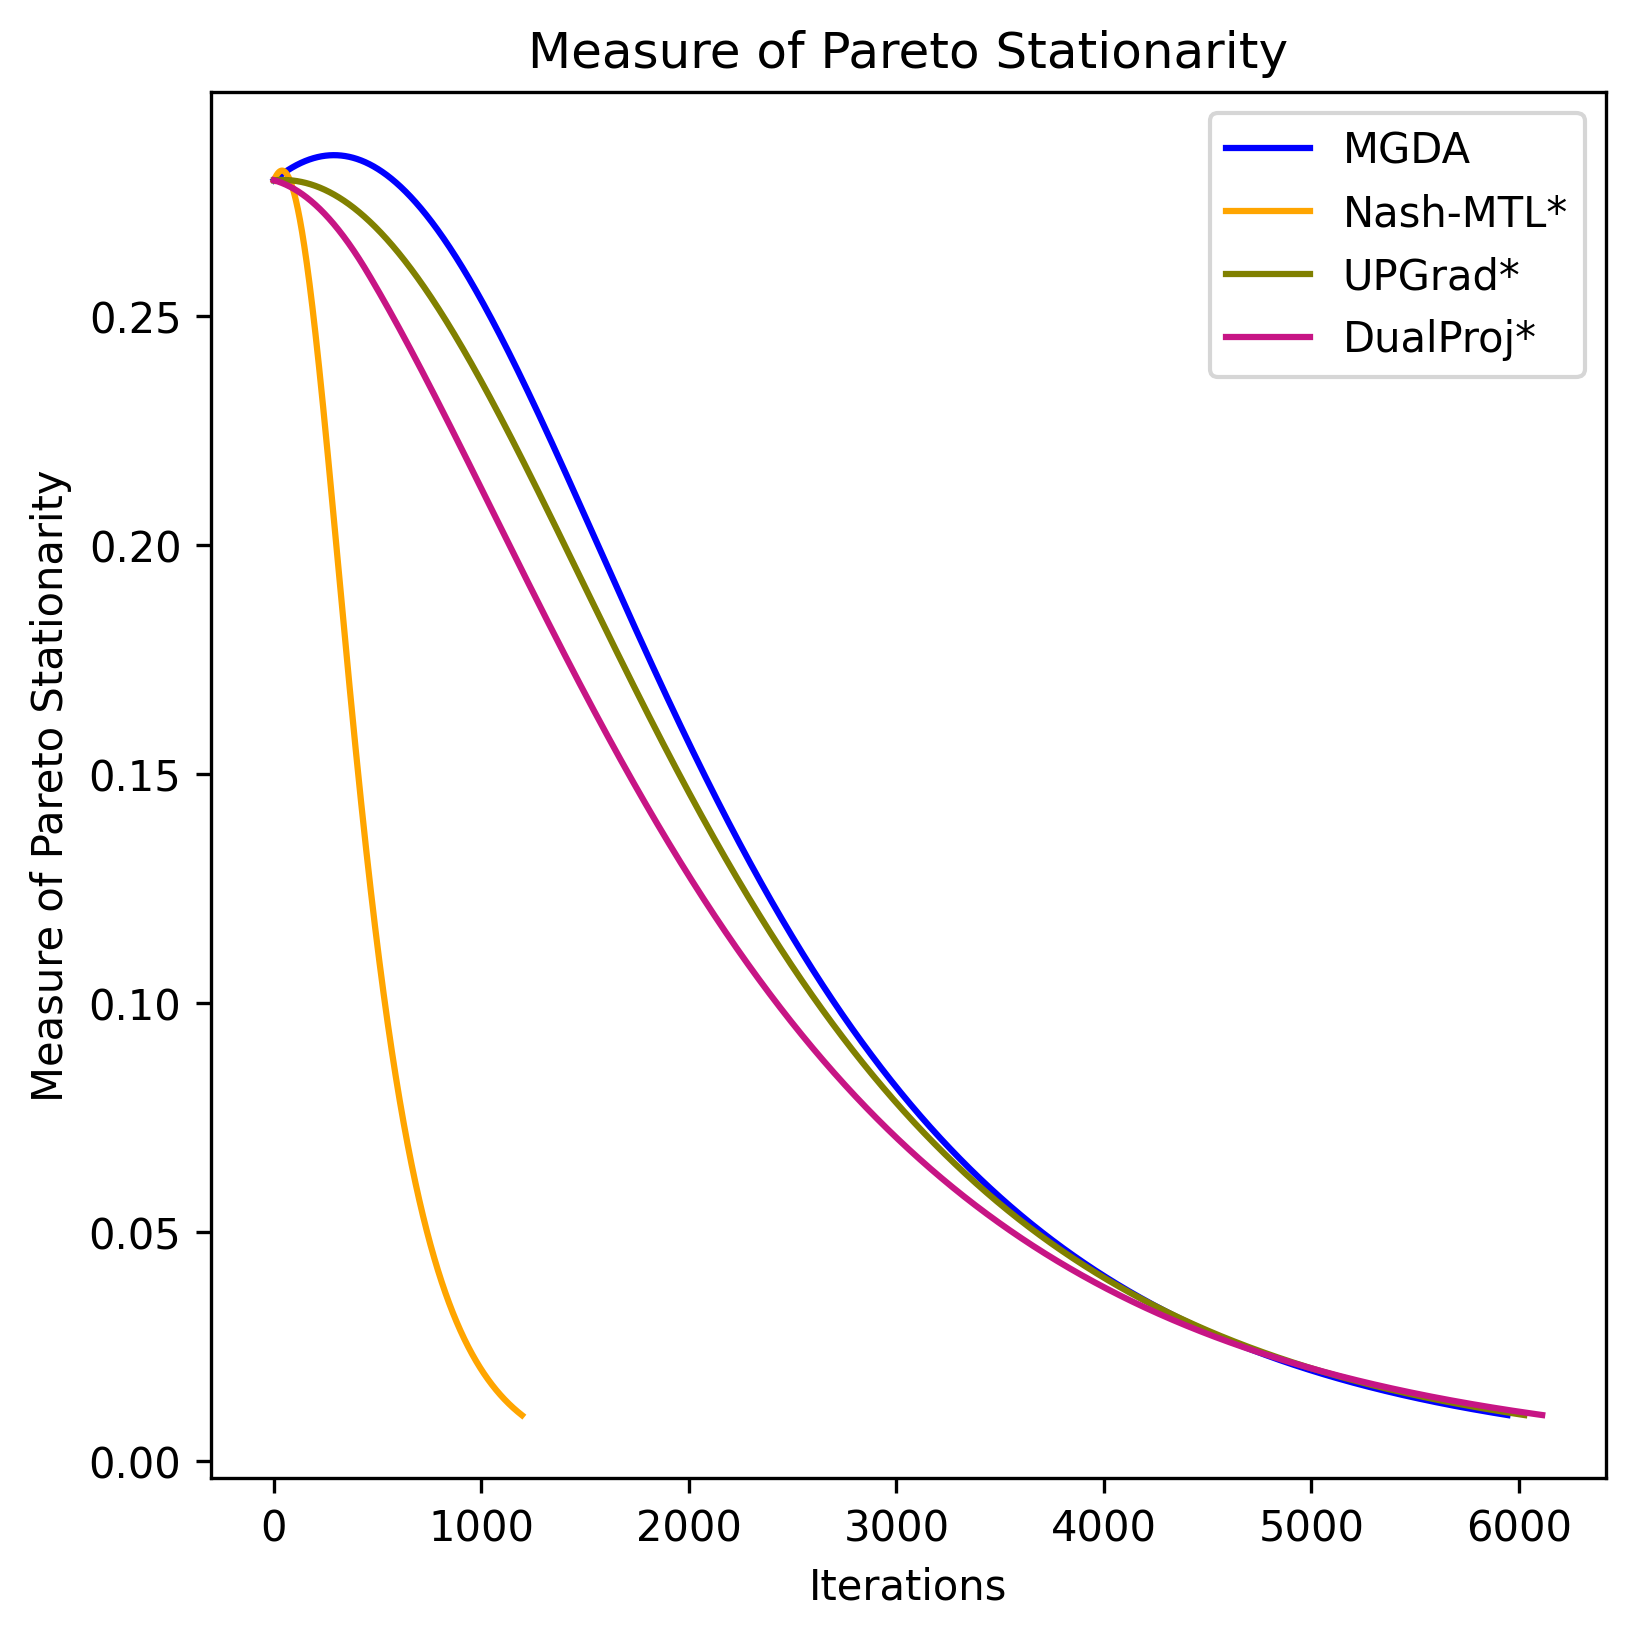 Measure of Pareto Stationarity
MGDA
Nash-MTL*
UPGrad*
DualProj*
Measure of Pareto Stationarity
0.25
0.20
0.15
0.10
0.05
0.00
0 1000 2000 3000 4000 5000 6000
Iterations